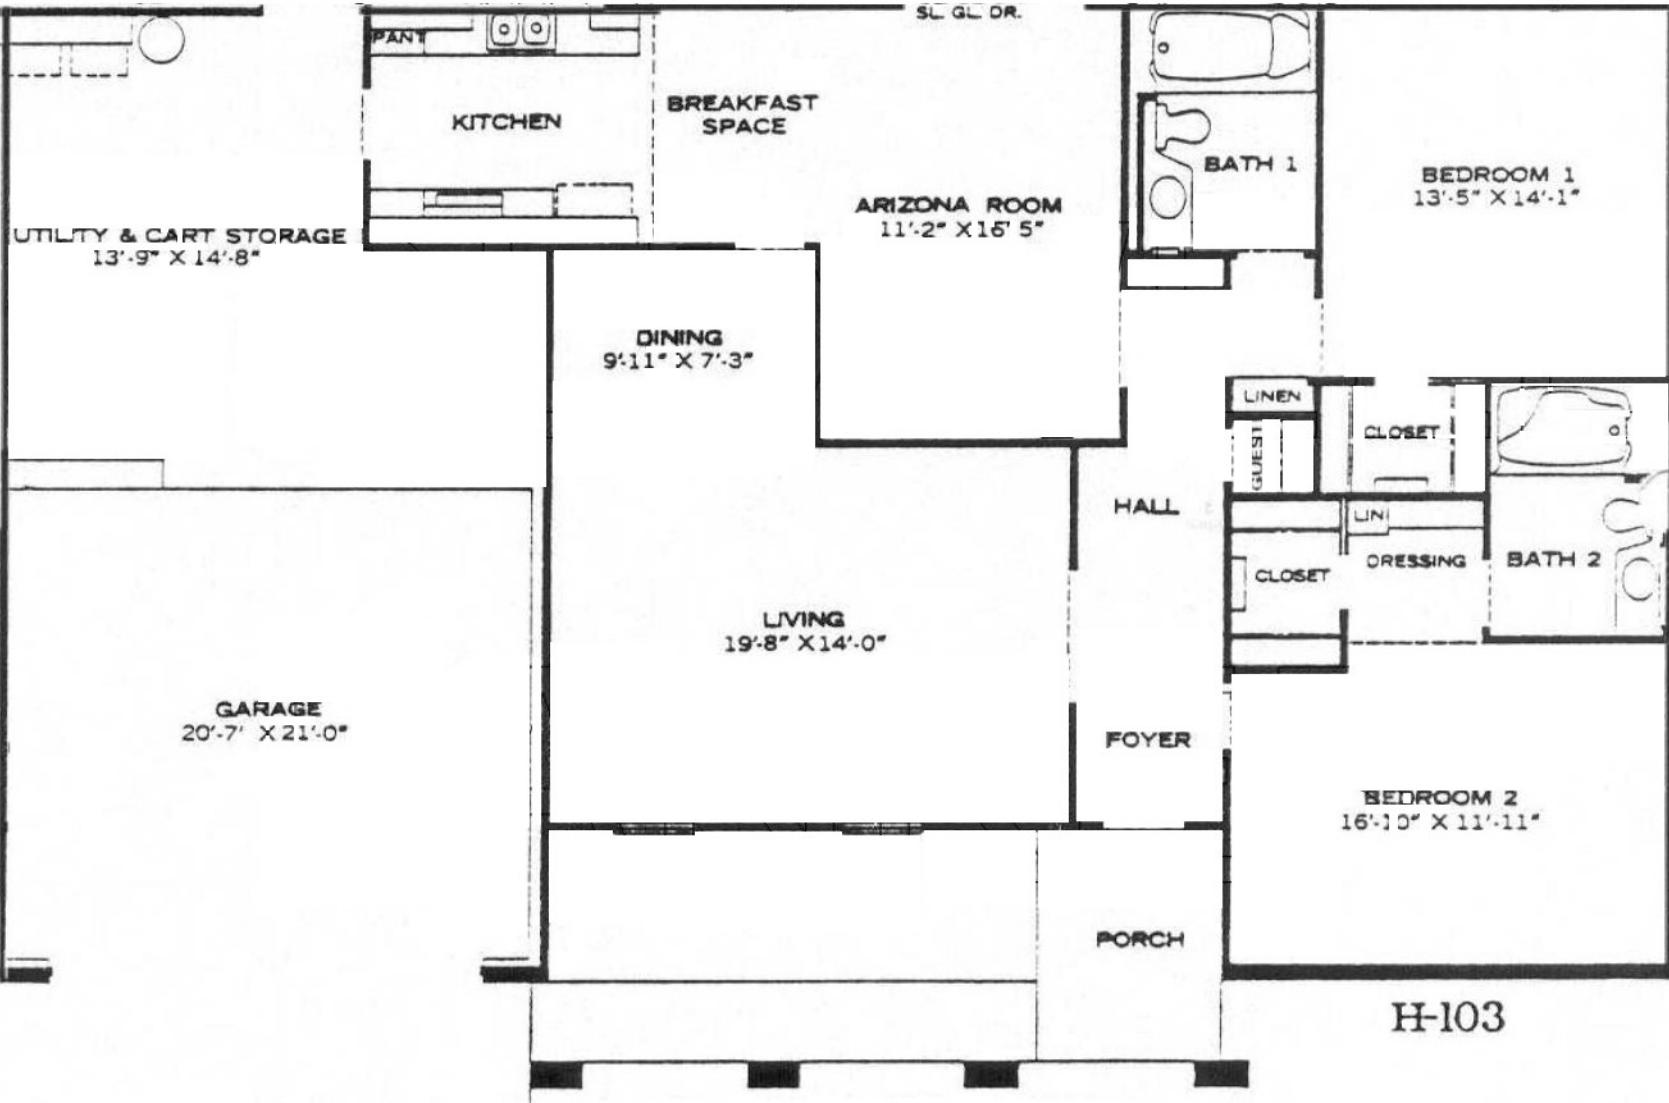 SL. GL. DR.
PANT
KITCHEN
BREAKFAST
SPACE
BATH 1
BEDROOM 1
13'-5" X 14'-1"
ARIZONA ROOM
11'-2" X 16' 5"
UTILITY & CART STORAGE
13'-9" X 14'-8"
DINING
9'-11" X 7'-3"
LINEN
GUEST
CLOSET
HALL
LIN
CLOSET
DRESSING
BATH 2
LIVING
19'-8" X 14'-0"
GARAGE
20'-7' X 21'-0"
FOYER
BEDROOM 2
16'-10" X 11'-11"
PORCH
H-103